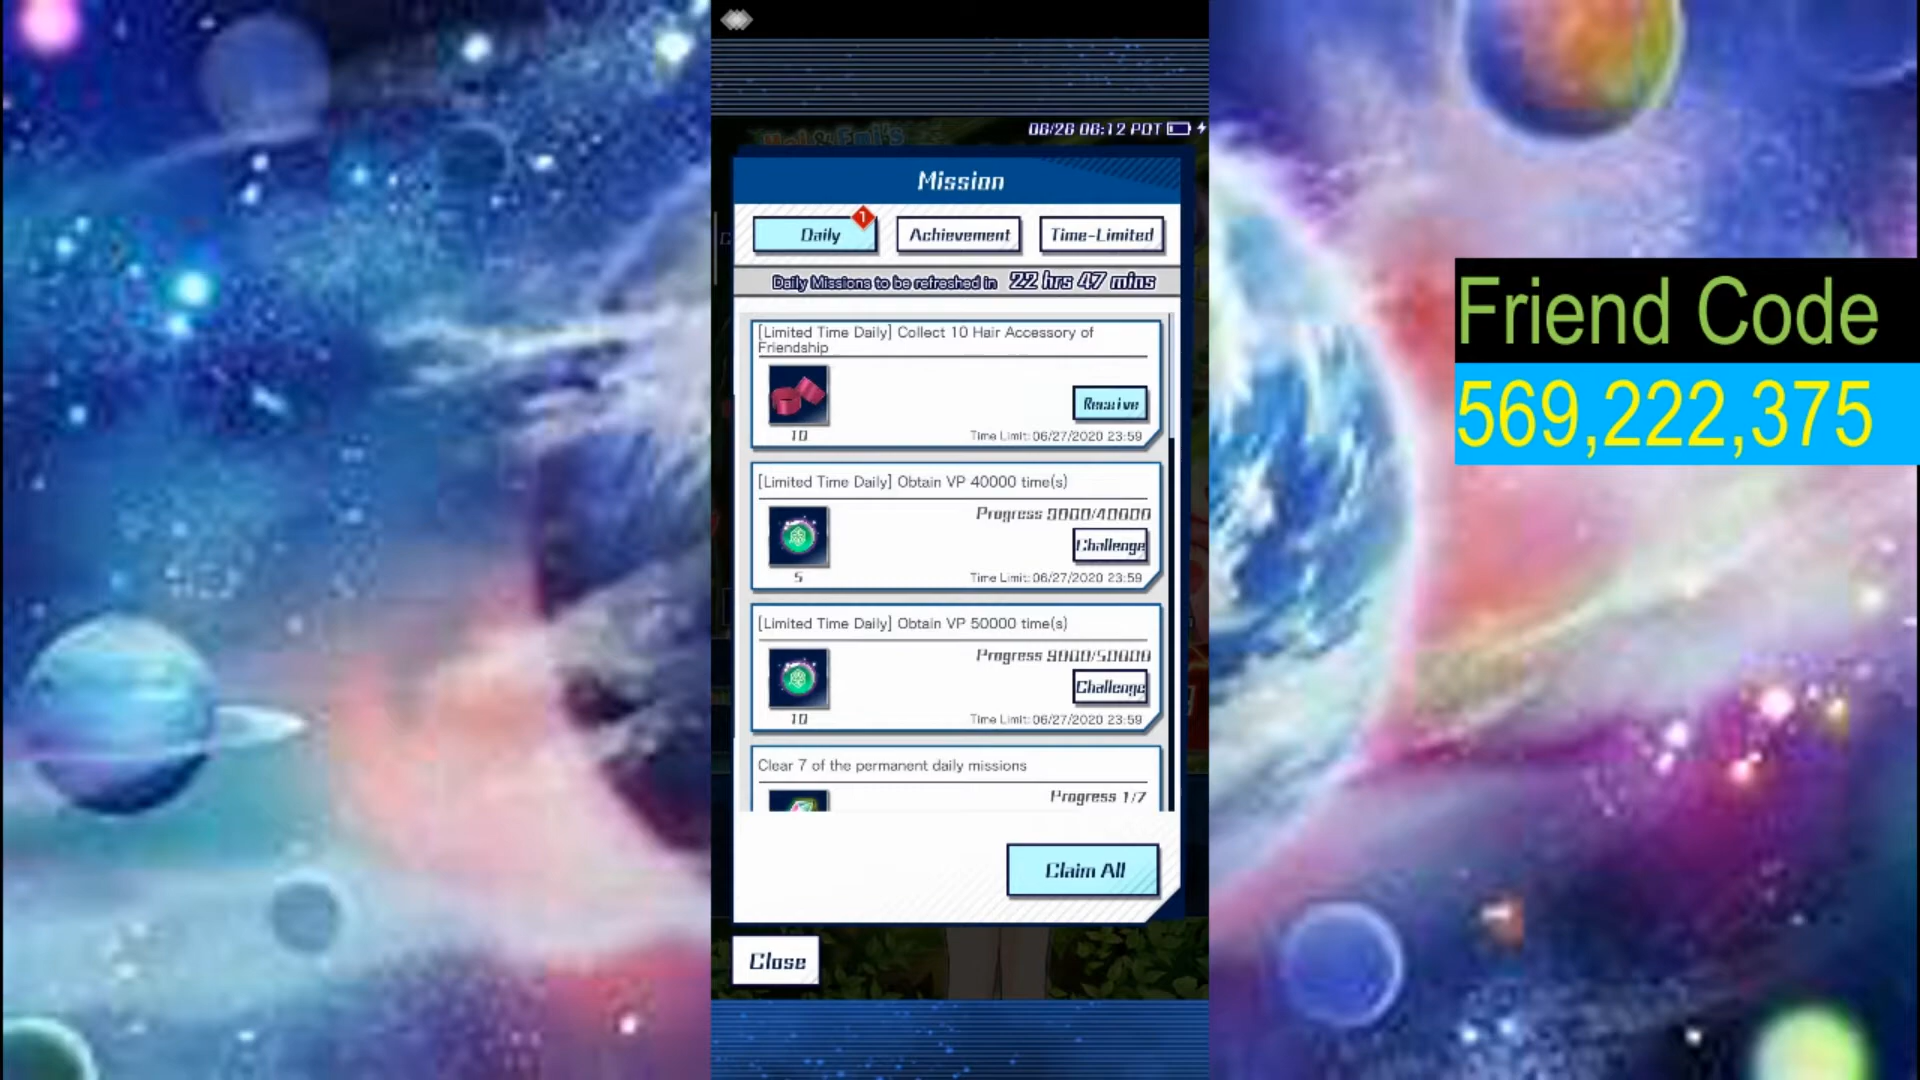 06/26 06:12 PDT
Mission
Daily
1
Achievement
Time-Limited
Daily Missions to be refreshed in 22 hrs 47 mins
[Limited Time Daily] Collect 10 Hair Accessory of
Friendship
Receive
10
Time Limit: 06/27/2020 23:59
[Limited Time Daily] Obtain VP 40000 time(s)
Progress 9000/40000
Challenge
5
Time Limit: 06/27/2020 23:59
[Limited Time Daily] Obtain VP 50000 time(s)
Progress 9000/50000
Challenge
10
Time Limit: 06/27/2020 23:59
Clear 7 of the permanent daily missions
Progress 1/7
Claim All
Close
Friend Code
569,222,375